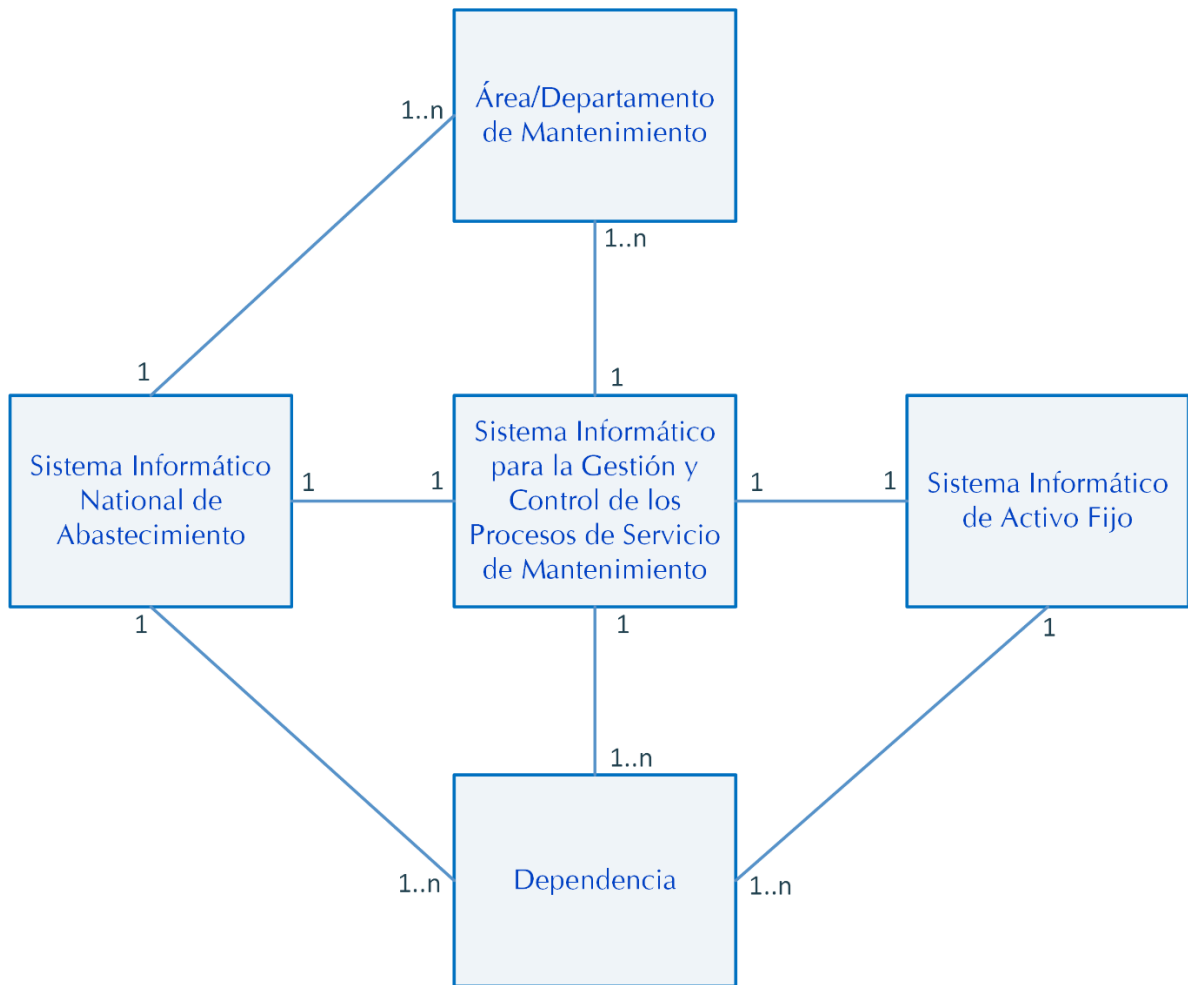 Área/Departamento
de Mantenimiento
1..n
1..n
1
1
Sistema Informático
National de
Abastecimiento
1
1
Sistema Informático
para la Gestión y
Control de los
Procesos de Servicio
de Mantenimiento
1
1
Sistema Informático
de Activo Fijo
1
1
1
1..n
1..n
Dependencia
1..n